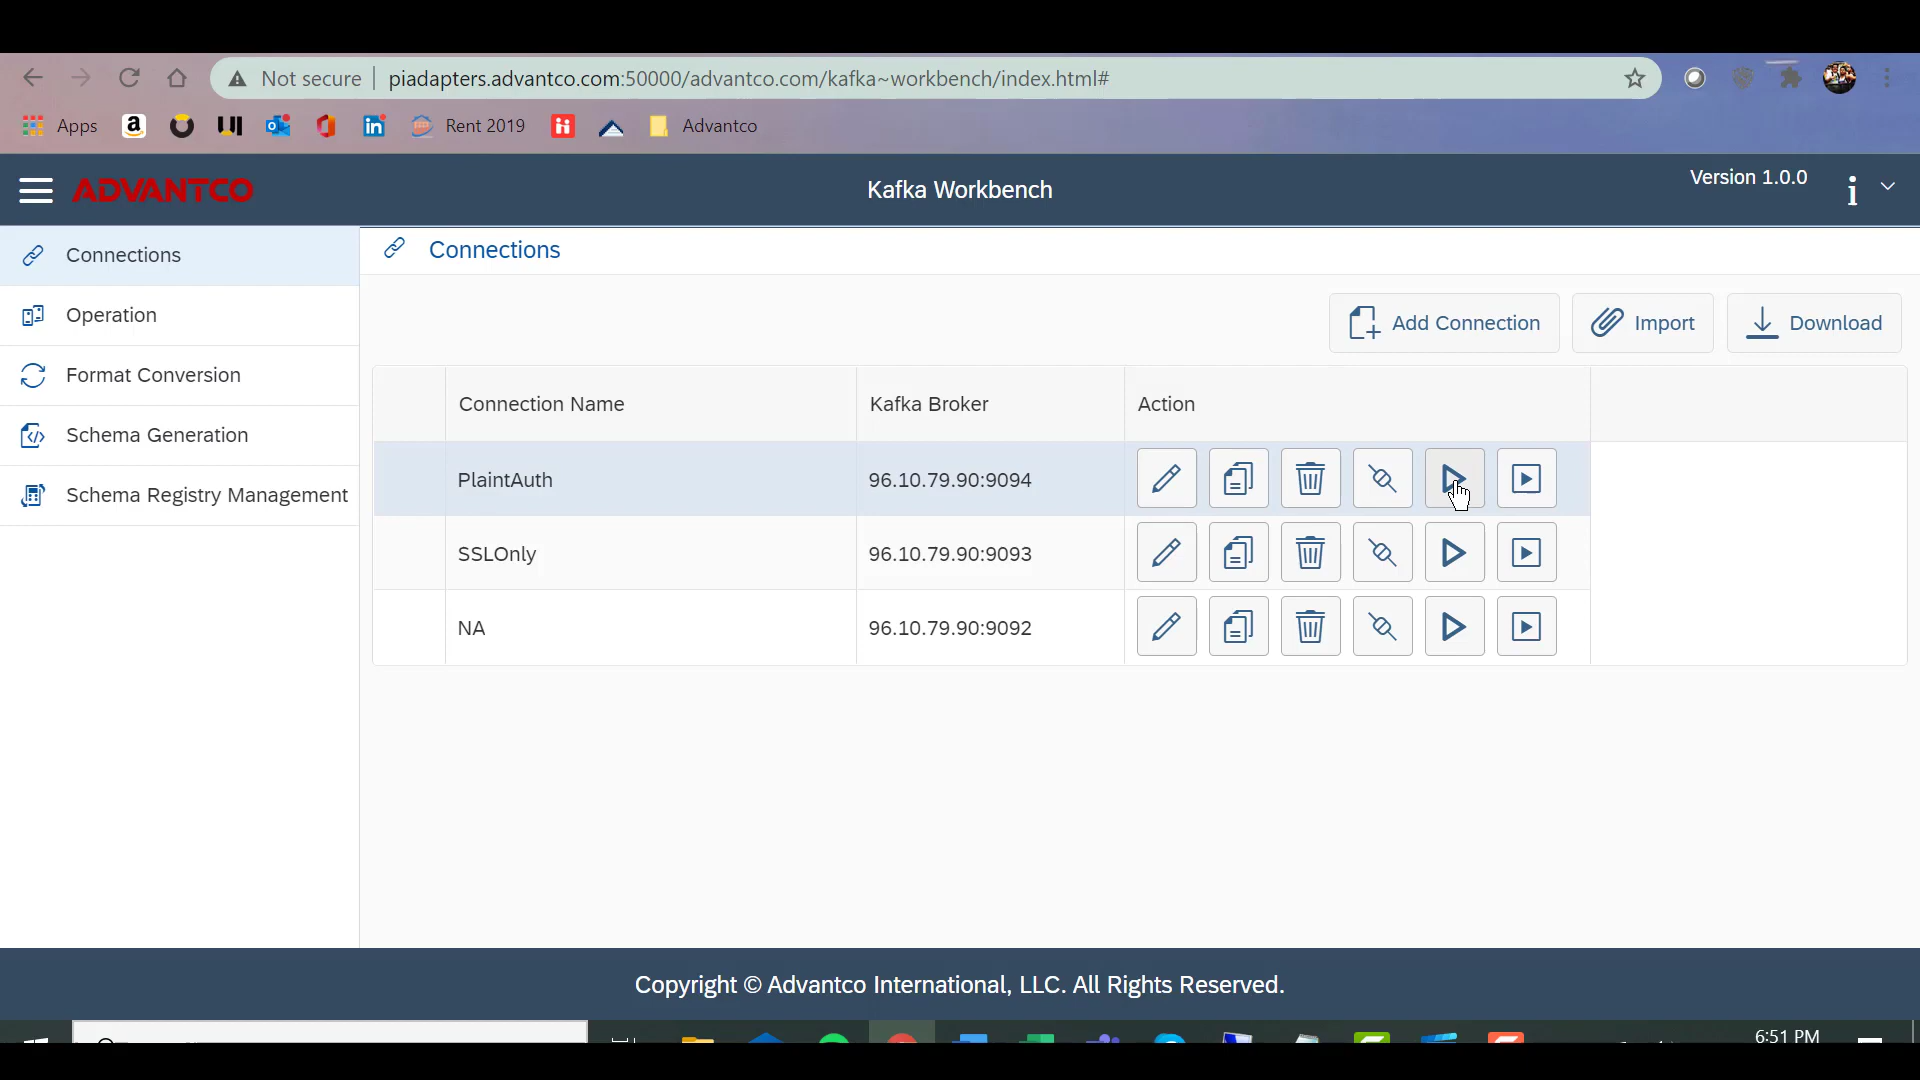 Not secure piadapters.advantco.com:50000/advantco.com/kafka~workbench/index.html#
Apps Rent 2019 Advantco
ADVANTCO Kafka Workbench Version 1.0.0
Connections
Operation
Format Conversion
Schema Generation
Schema Registry Management
Connections
Add Connection Import Download
Connection Name Kafka Broker Action
PlaintAuth 96.10.79.90:9094
SSLOnly 96.10.79.90:9093
NA 96.10.79.90:9092
Copyright © Advantco International, LLC. All Rights Reserved.
6:51 PM